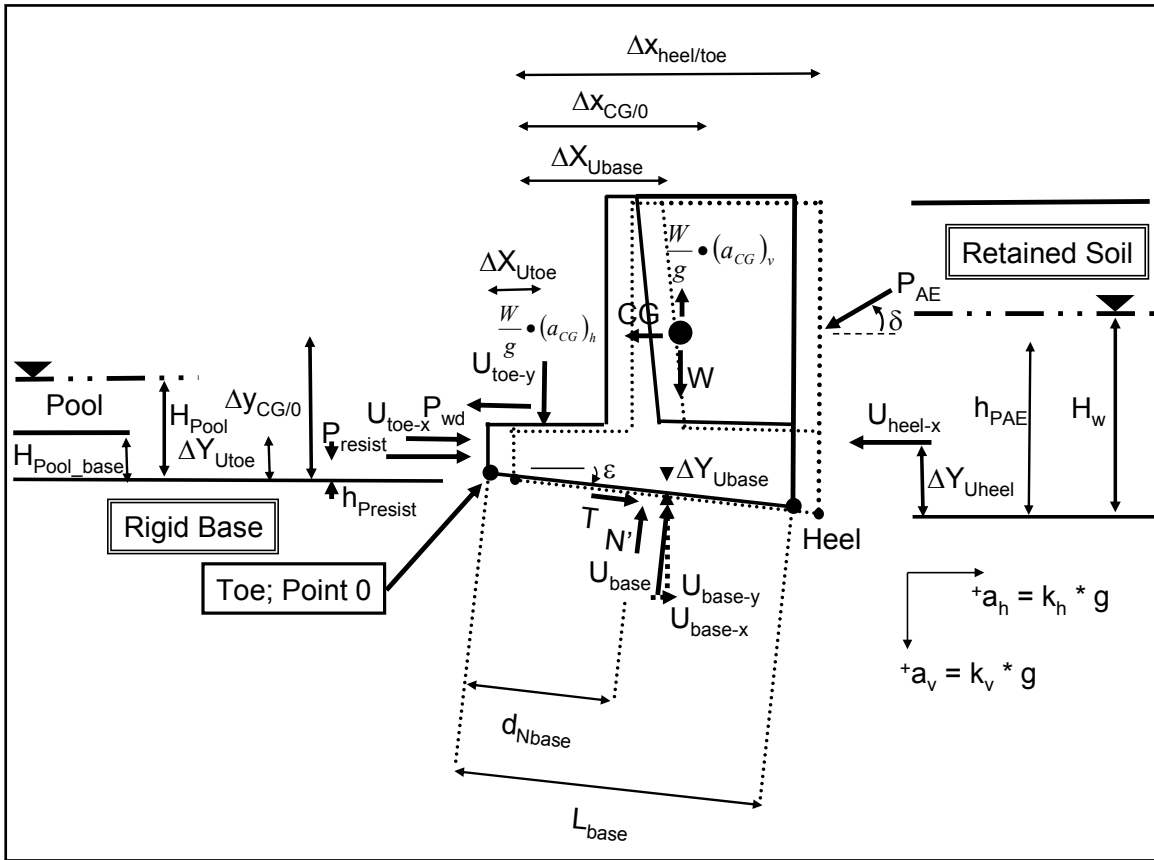 Δx_heel/toe
Δx_CG/0
ΔX_Ubase
Retained Soil
W/g • (a_CG)_v
ΔX_Utoe
P_AE
δ
W/g • (a_CG)_h
CG
U_toe-y
W
Pool
H_Pool
Δy_CG/0
U_toe-x
P_wd
h_PAE
H_w
U_heel-x
P_resist
H_Pool_base
ΔY_Utoe
ε
ΔY_Ubase
ΔY_Uheel
h_Presist
Rigid Base
T
N’
Heel
Toe; Point 0
U_base
U_base-y
U_base-x
+a_h = k_h * g
+a_v = k_v * g
d_Nbase
L_base